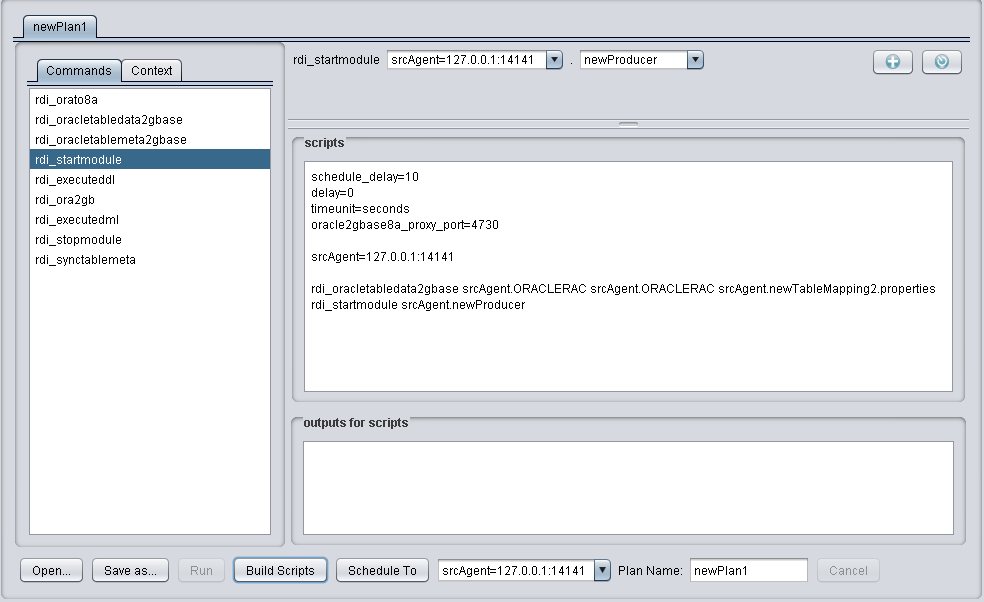 newPlan1
Commands
Context
rdi_orato8a
rdi_oracletabledata2gbase
rdi_oracletablemeta2gbase
rdi_startmodule
rdi_executeddl
rdi_ora2gb
rdi_executedml
rdi_stopmodule
rdi_synctablemeta
rdi_startmodule srcAgent=127.0.0.1:14141 . newProducer
scripts
schedule_delay=10
delay=0
timeunit=seconds
oracle2gbase8a_proxy_port=4730
srcAgent=127.0.0.1:14141
rdi_oracletabledata2gbase srcAgent.ORACLERAC srcAgent.ORACLERAC srcAgent.newTableMapping2.properties
rdi_startmodule srcAgent.newProducer
outputs for scripts
Open... Save as... Run Build Scripts Schedule To srcAgent=127.0.0.1:14141 Plan Name: newPlan1 Cancel